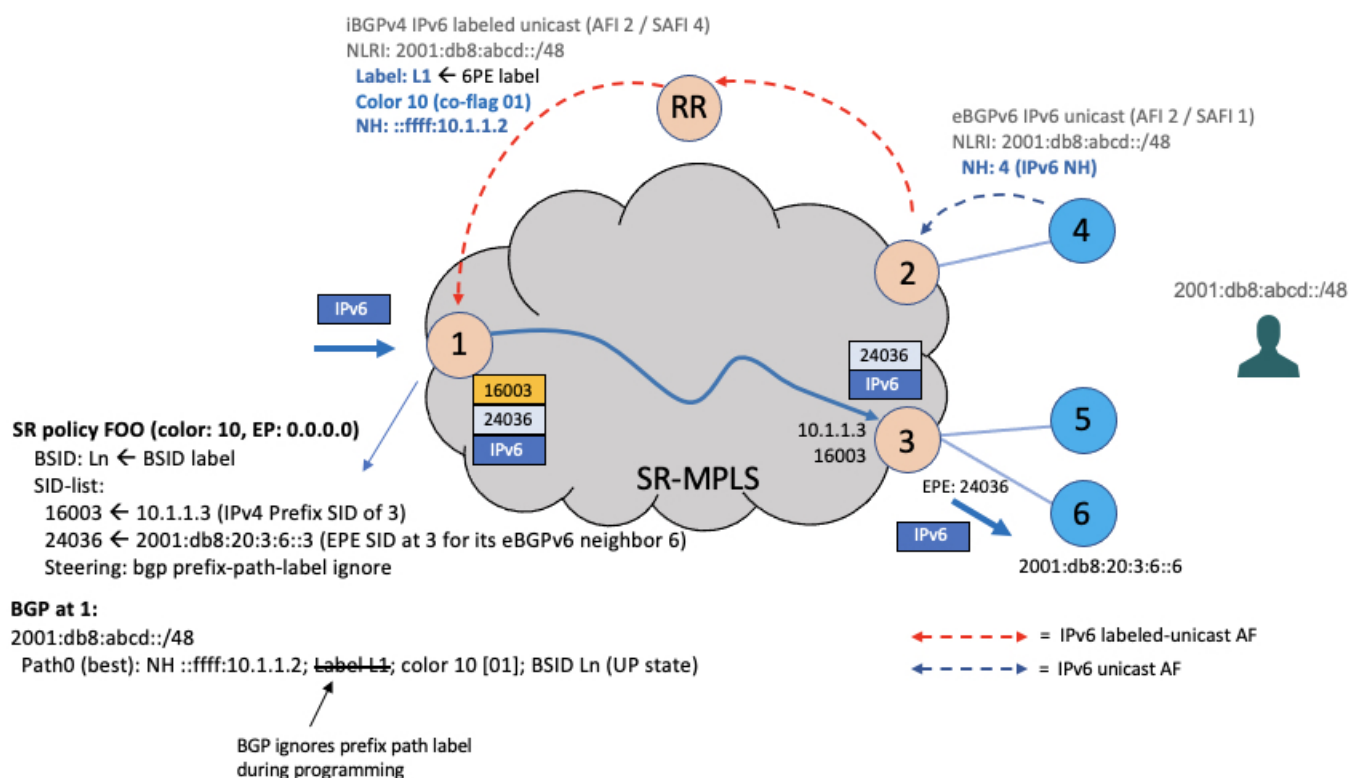 iBGPv4 IPv6 labeled unicast (AFI 2 / SAFI 4)
NLRI: 2001:db8:abcd::/48
Label: L1 ← 6PE label
Color 10 (co-flag 01)
NH: ::ffff:10.1.1.2
RR
eBGPv6 IPv6 unicast (AFI 2 / SAFI 1)
NLRI: 2001:db8:abcd::/48
NH: 4 (IPv6 NH)
4
2
2001:db8:abcd::/48
IPv6
1
16003
24036
IPv6
24036
IPv6
10.1.1.3
16003
3
5
SR-MPLS
EPE: 24036
6
IPv6
2001:db8:20:3:6::6
SR policy FOO (color: 10, EP: 0.0.0.0)
BSID: Ln ← BSID label
SID-list:
16003 ← 10.1.1.3 (IPv4 Prefix SID of 3)
24036 ← 2001:db8:20:3:6::3 (EPE SID at 3 for its eBGPv6 neighbor 6)
Steering: bgp prefix-path-label ignore
BGP at 1:
2001:db8:abcd::/48
Path0 (best): NH ::ffff:10.1.1.2; Label L1; color 10 [01]; BSID Ln (UP state)
BGP ignores prefix path label
during programming
= IPv6 labeled-unicast AF
= IPv6 unicast AF